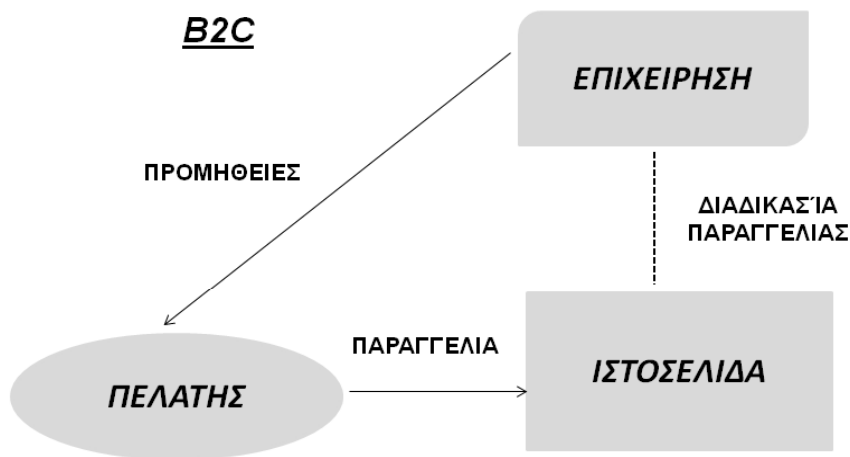 B2C
ΕΠΙΧΕΙΡΗΣΗ
ΠΡΟΜΗΘΕΙΕΣ
ΔΙΑΔΙΚΑΣΊΑ
ΠΑΡΑΓΓΕΛΙΑΣ
ΠΑΡΑΓΓΕΛΙΑ
ΠΕΛΑΤΗΣ
ΙΣΤΟΣΕΛΙΔΑ